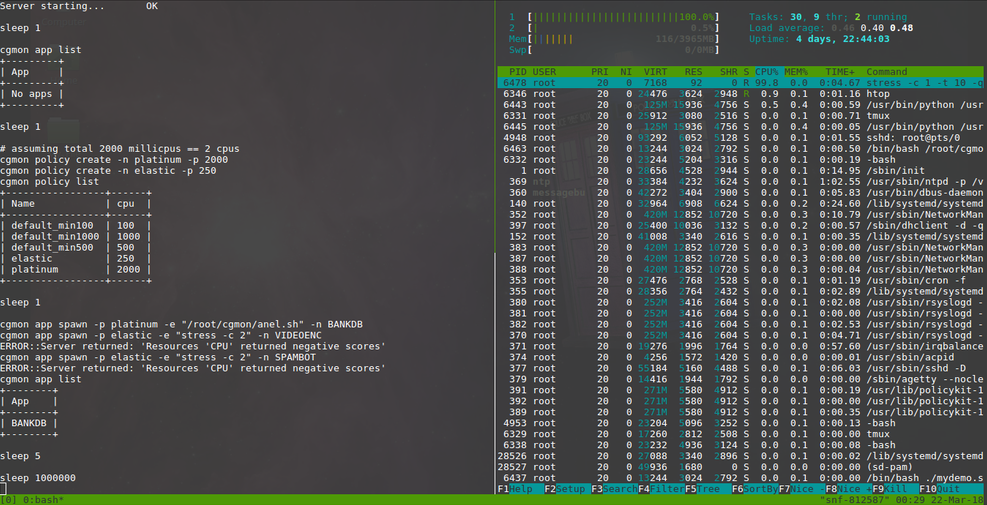 Server starting...      OK
sleep 1
cgmon app list
+---------+
| App     |
+---------+
| No apps |
+---------+
sleep 1
# assuming total 2000 millicpus == 2 cpus
cgmon policy create -n platinum -p 2000
cgmon policy create -n elastic -p 250
cgmon policy list
+-----------------+------+
| Name            | cpu  |
+-----------------+------+
| default_min100  | 100  |
| default_min1000 | 1000 |
| default_min500  | 500  |
| elastic         | 250  |
| platinum        | 2000 |
+-----------------+------+
sleep 1
cgmon app spawn -p platinum -e "/root/cgmon/anel.sh" -n BANKDB
cgmon app spawn -p elastic -e "stress -c 2" -n VIDEOENC
ERROR::Server returned: 'Resources 'CPU' returned negative scores'
cgmon app spawn -p elastic -e "stress -c 2" -n SPAMBOT
ERROR::Server returned: 'Resources 'CPU' returned negative scores'
cgmon app list
+--------+
| App    |
+--------+
| BANKDB |
+--------+
sleep 5
sleep 1000000
1 [||||||||||||||||||||||||100.0%]
2 [| 0.5%]
Mem[||||||| 116/3965MB]
Swp[ 0/0MB]
Tasks: 30, 9 thr; 2 running
Load average: 0.46 0.40 0.48
Uptime: 4 days, 22:44:03
PID USER PRI NI VIRT RES SHR S CPU% MEM% TIME+ Command
6478 root 20 0 7168 92 0 R 99.8 0.0 0:04.67 stress -c 1 -t 10 -q
6346 root 20 0 24476 3624 2948 R 0.9 0.1 0:01.16 htop
6443 root 20 0 125M 15936 4756 S 0.5 0.4 0:00.59 /usr/bin/python /usr
6331 root 20 0 25912 3080 2516 S 0.0 0.1 0:00.71 tmux
6445 root 20 0 125M 15936 4756 S 0.0 0.4 0:00.05 /usr/bin/python /usr
4948 root 20 0 93292 6052 5128 S 0.0 0.1 0:01.55 sshd: root@pts/0
6463 root 20 0 13244 3024 2792 S 0.0 0.1 0:00.50 /bin/bash /root/cgmo
6332 root 20 0 23244 5204 3316 S 0.0 0.1 0:00.19 -bash
1 root 20 0 28656 4528 2944 S 0.0 0.1 0:14.95 /sbin/init
369 ntp 20 0 33384 4232 3624 S 0.0 0.1 1:02.55 /usr/sbin/ntpd -p /v
360 messagebu 20 0 42272 3404 2900 S 0.0 0.1 0:05.83 /usr/bin/dbus-daemon
140 root 20 0 32964 6908 6624 S 0.0 0.2 0:24.60 /lib/systemd/systemd
352 root 20 0 420M 12852 10720 S 0.0 0.3 0:10.79 /usr/sbin/NetworkMan
397 root 20 0 25400 10036 3132 S 0.0 0.2 0:00.57 /sbin/dhclient -d -q
152 root 20 0 41008 3340 2616 S 0.0 0.1 0:00.35 /lib/systemd/systemd
383 root 20 0 420M 12852 10720 S 0.0 0.3 0:00.00 /usr/sbin/NetworkMan
387 root 20 0 420M 12852 10720 S 0.0 0.3 0:00.00 /usr/sbin/NetworkMan
388 root 20 0 420M 12852 10720 S 0.0 0.3 0:00.04 /usr/sbin/NetworkMan
353 root 20 0 27476 2768 2528 S 0.0 0.1 0:01.19 /usr/sbin/cron -f
355 root 20 0 28356 2764 2432 S 0.0 0.1 0:02.89 /lib/systemd/systemd
380 root 20 0 252M 3416 2604 S 0.0 0.1 0:02.08 /usr/sbin/rsyslogd -
381 root 20 0 252M 3416 2604 S 0.0 0.1 0:00.00 /usr/sbin/rsyslogd -
382 root 20 0 252M 3416 2604 S 0.0 0.1 0:02.53 /usr/sbin/rsyslogd -
370 root 20 0 252M 3416 2604 S 0.0 0.1 0:04.71 /usr/sbin/rsyslogd -
371 root 20 0 19276 1996 1764 S 0.0 0.0 0:57.60 /usr/sbin/irqbalance
374 root 20 0 4256 1572 1420 S 0.0 0.0 0:00.01 /usr/sbin/acpid
377 root 20 0 55184 5160 4488 S 0.0 0.1 0:06.03 /usr/sbin/sshd -D
379 root 20 0 14416 1944 1792 S 0.0 0.0 0:00.00 /sbin/agetty --nocle
391 root 20 0 271M 5580 4912 S 0.0 0.1 0:00.19 /usr/lib/policykit-1
392 root 20 0 271M 5580 4912 S 0.0 0.1 0:00.00 /usr/lib/policykit-1
389 root 20 0 271M 5580 4912 S 0.0 0.1 0:00.35 /usr/lib/policykit-1
4953 root 20 0 23204 5096 3252 S 0.0 0.1 0:00.13 -bash
6329 root 20 0 17260 2812 2508 S 0.0 0.1 0:00.00 tmux
6338 root 20 0 23232 4936 3124 S 0.0 0.1 0:00.08 -bash
28526 root 20 0 27088 3340 2896 S 0.0 0.1 0:00.02 /lib/systemd/systemd
28527 root 20 0 49936 1680 0 S 0.0 0.0 0:00.00 (sd-pam)
6437 root 20 0 13244 3024 2792 S 0.0 0.1 0:00.00 /bin/bash ./mydemo.s
F1Help F2Setup F3SearchF4FilterF5Tree F6SortByF7Nice -F8Nice +F9Kill F10Quit
[0] 0:bash* "snf-812587" 00:29 22-Mar-18